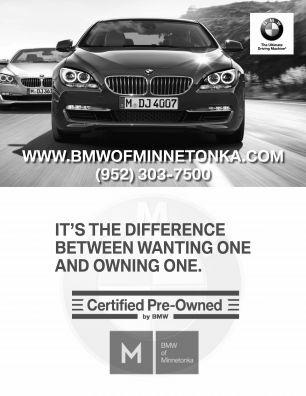 BMW
The Ultimate
Driving Machine®
M DJ 4007
WWW.BMWOFMINNETONKA.COM
(952) 303-7500
IT'S THE DIFFERENCE
BETWEEN WANTING ONE
AND OWNING ONE.
Certified Pre-Owned
by BMW
M
BMW
of
Minnetonka